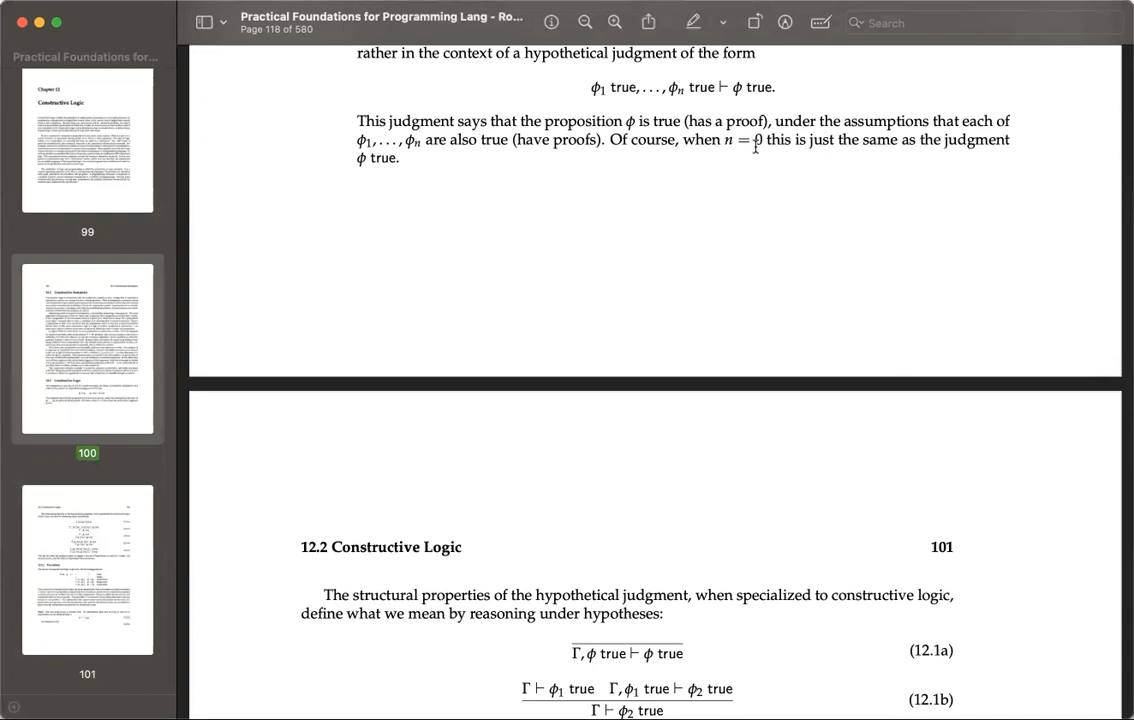 Practical Foundations for Programming Lang - Ro...
Page 118 of 580
Search
Practical Foundations for...
Chapter 12
Constructive Logic
99
100
101
rather in the context of a hypothetical judgment of the form
ϕ₁ true, . . . , ϕₙ true ⊢ ϕ true.
This judgment says that the proposition ϕ is true (has a proof), under the assumptions that each of
ϕ₁, . . . , ϕₙ are also true (have proofs). Of course, when n = 0 this is just the same as the judgment
ϕ true.
12.2 Constructive Logic 101
The structural properties of the hypothetical judgment, when specialized to constructive logic,
define what we mean by reasoning under hypotheses:
Γ, ϕ true ⊢ ϕ true (12.1a)
Γ ⊢ ϕ₁ true Γ, ϕ₁ true ⊢ ϕ₂ true (12.1b)
Γ ⊢ ϕ₂ true